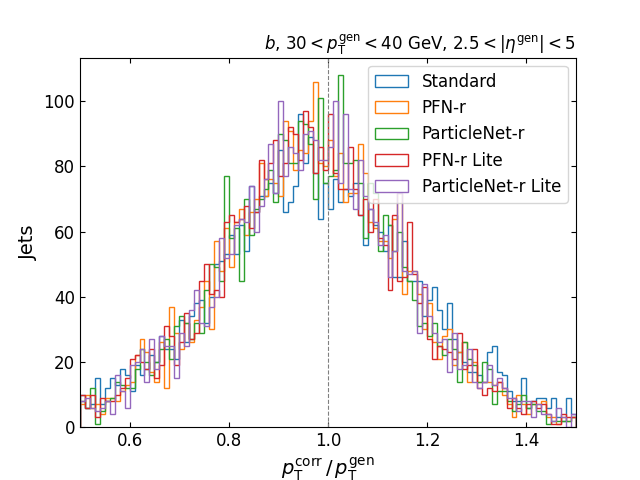 b, 30 < p_T^gen < 40 GeV, 2.5 < |η^gen| < 5
Standard
PFN-r
ParticleNet-r
PFN-r Lite
ParticleNet-r Lite
Jets
100
80
60
40
20
0
0.6 0.8 1.0 1.2 1.4
p_T^corr / p_T^gen